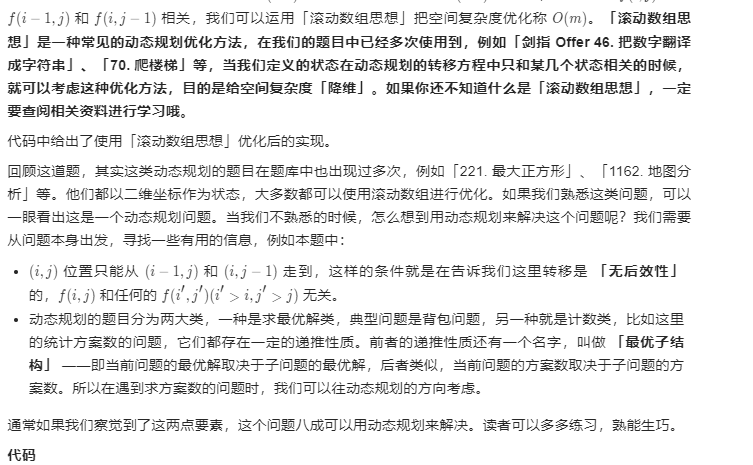 f(i−1,j) 和 f(i,j−1) 相关，我们可以运用「滚动数组思想」把空间复杂度优化称 O(m)。「滚动数组思
想」是一种常见的动态规划优化方法，在我们的题目中已经多次使用到，例如「剑指 Offer 46. 把数字翻译
成字符串」、「70. 爬楼梯」等，当我们定义的状态在动态规划的转移方程中只和某几个状态相关的时候，
就可以考虑这种优化方法，目的是给空间复杂度「降维」。如果你还不知道什么是「滚动数组思想」，一定
要查阅相关资料进行学习哦。
代码中给出了使用「滚动数组思想」优化后的实现。
回顾这道题，其实这类动态规划的题目在题库中也出现过多次，例如「221. 最大正方形」、「1162. 地图分
析」等。他们都以二维坐标作为状态，大多数都可以使用滚动数组进行优化。如果我们熟悉这类问题，可以
一眼看出这是一个动态规划问题。当我们不熟悉的时候，怎么想到用动态规划来解决这个问题呢？我们需要
从问题本身出发，寻找一些有用的信息，例如本题中：
• (i,j) 位置只能从 (i−1,j) 和 (i,j−1) 走到，这样的条件就是在告诉我们这里转移是 「无后效性」
的，f(i,j) 和任何的 f(i′,j′)(i′>i,j′>j) 无关。
• 动态规划的题目分为两大类，一种是求最优解类，典型问题是背包问题，另一种就是计数类，比如这里
的统计方案数的问题，它们都存在一定的递推性质。前者的递推性质还有一个名字，叫做 「最优子结
构」 ——即当前问题的最优解取决于子问题的最优解，后者类似，当前问题的方案数取决于子问题的方
案数。所以在遇到求方案数的问题时，我们可以往动态规划的方向考虑。
通常如果我们察觉到了这两点要素，这个问题八成可以用动态规划来解决。读者可以多多练习，熟能生巧。
代码